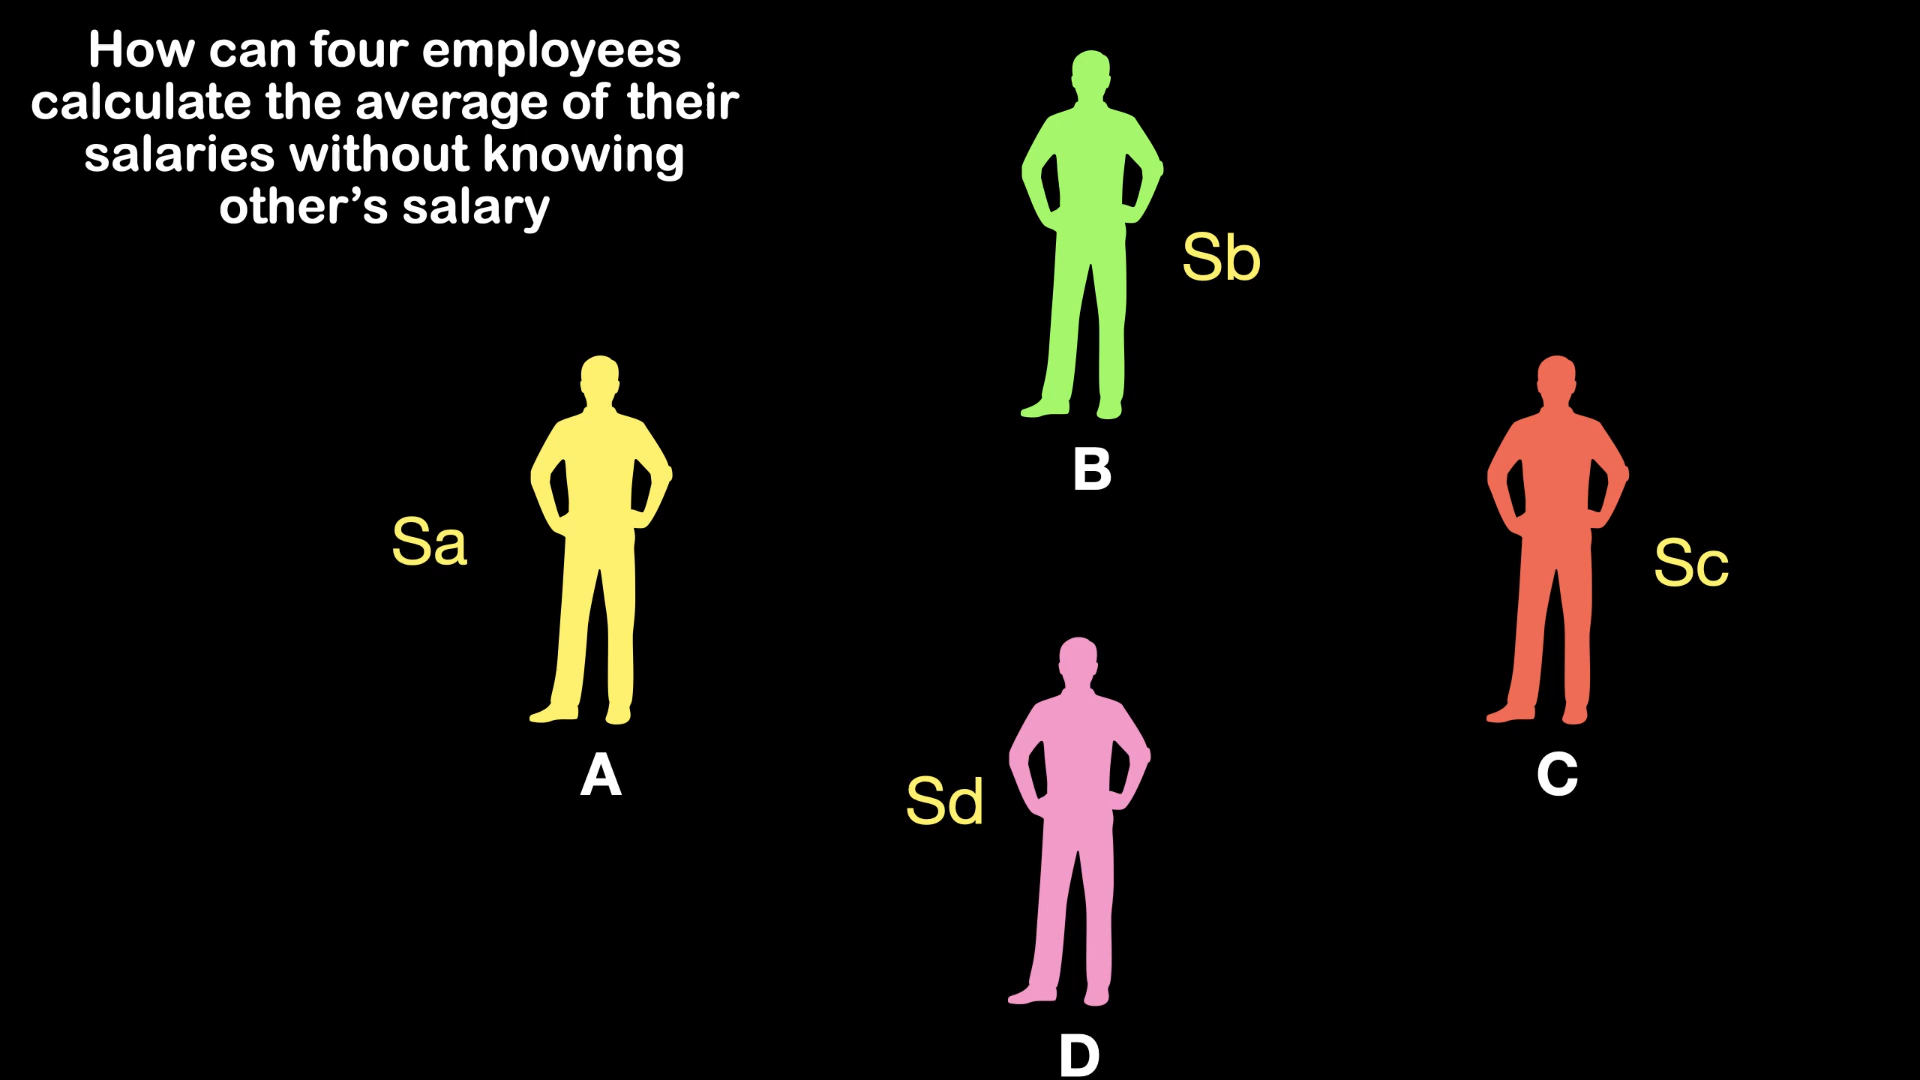 How can four employees
calculate the average of their
salaries without knowing
other’s salary
Sb
B
Sa
Sc
A
C
Sd
D